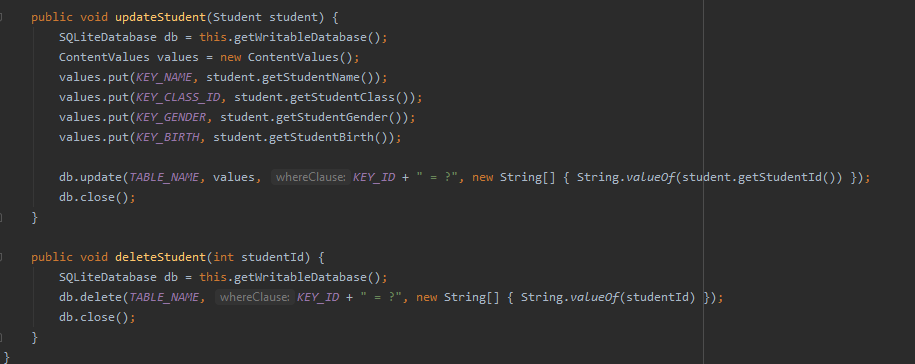 public void updateStudent(Student student) {
SQLiteDatabase db = this.getWritableDatabase();
ContentValues values = new ContentValues();
values.put(KEY_NAME, student.getStudentName());
values.put(KEY_CLASS_ID, student.getStudentClass());
values.put(KEY_GENDER, student.getStudentGender());
values.put(KEY_BIRTH, student.getStudentBirth());
db.update(TABLE_NAME, values, whereClause: KEY_ID + " = ?", new String[] { String.valueOf(student.getStudentId()) });
db.close();
}
public void deleteStudent(int studentId) {
SQLiteDatabase db = this.getWritableDatabase();
db.delete(TABLE_NAME, whereClause: KEY_ID + " = ?", new String[] { String.valueOf(studentId) });
db.close();
}
}